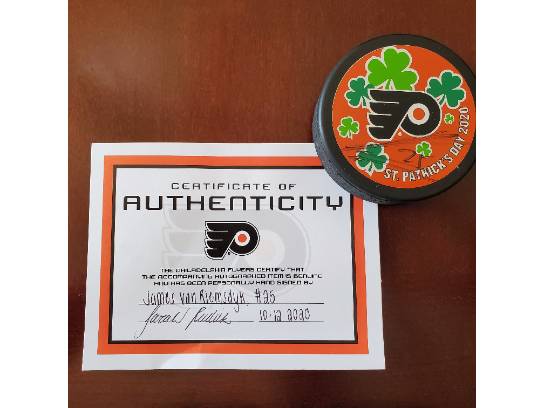 ST. PATRICK'S DAY 2020
CERTIFICATE OF
AUTHENTICITY
THE PHILADELPHIA FLYERS CERTIFY THAT
THE ACCOMPANYING AUTOGRAPHED ITEM IS GENUINE
AND HAS BEEN PERSONALLY HAND SIGNED BY
James van Riemsdyk, #25
10-12-2020